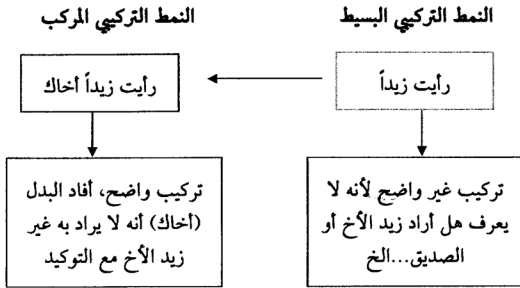 النمط التركيبي البسيط
النمط التركيبي المركب
رأيت زيداً
رأيت زيداً أخاك
تركيب غير واضح لأنه لا
يعرف هل أراد زيد الأخ أو
الصديق...الخ
تركيب واضح، أفاد البدل
(أخاك) أنه لا يراد به غير
زيد الأخ مع التوكيد